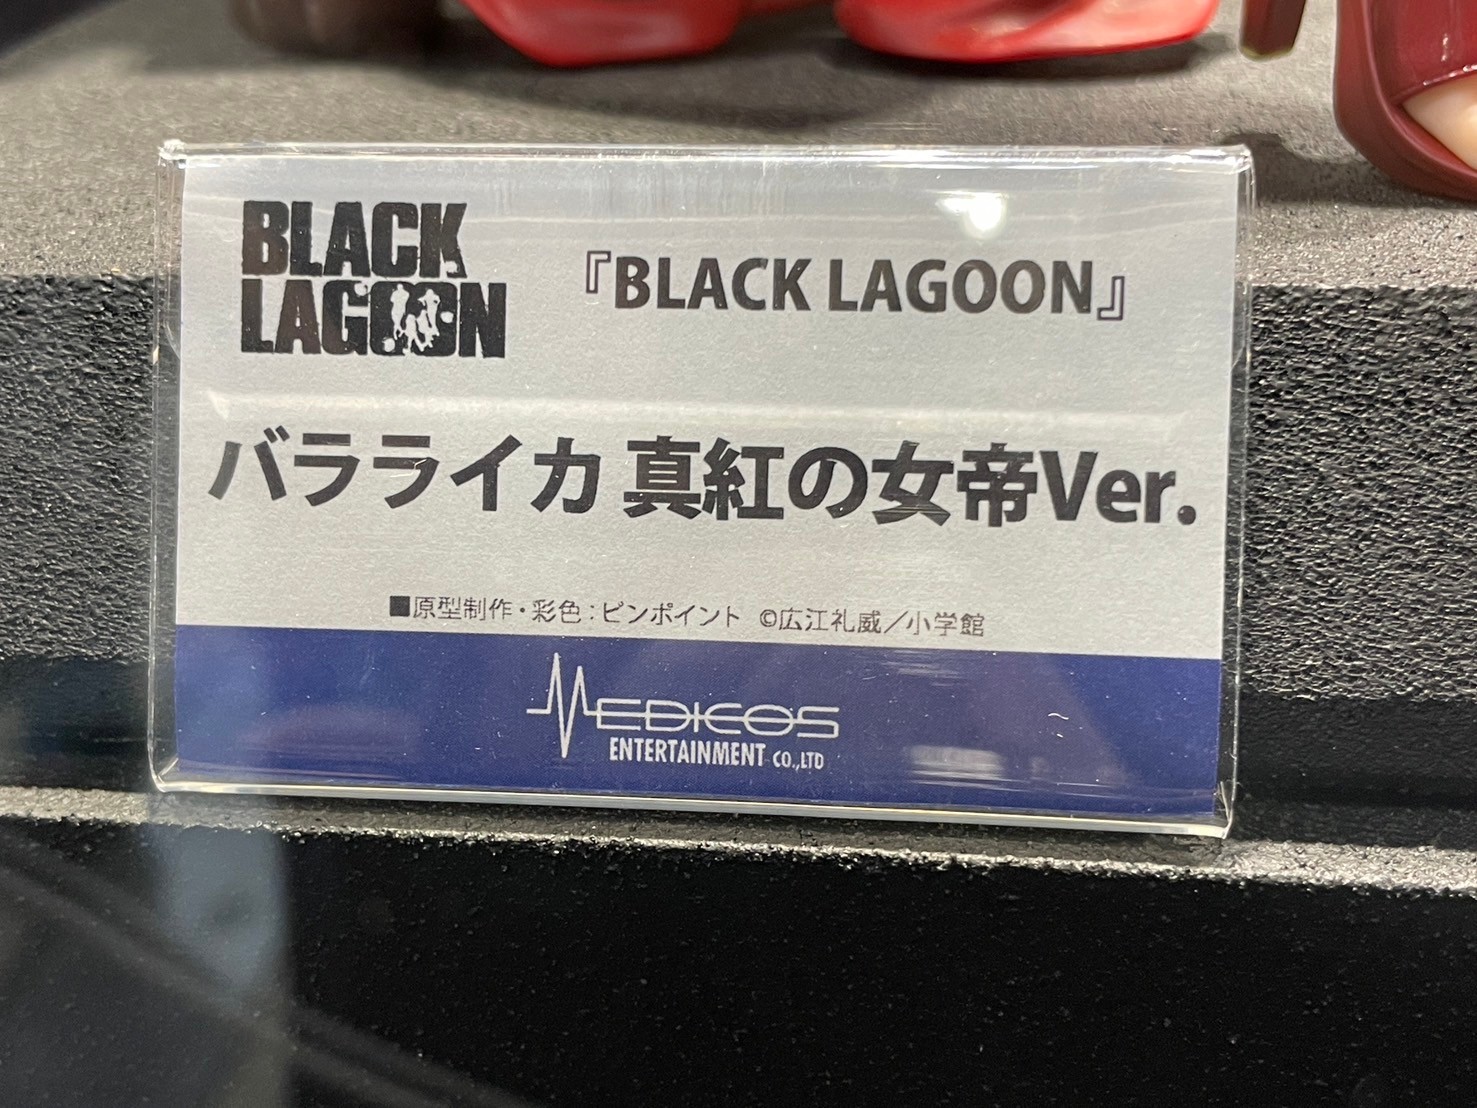 BLACK
LAGOON
『BLACK LAGOON』
バラライカ 真紅の女帝Ver.
■原型制作・彩色:ピンポイント ©広江礼威/小学館
MEDICOS
ENTERTAINMENT CO.,LTD